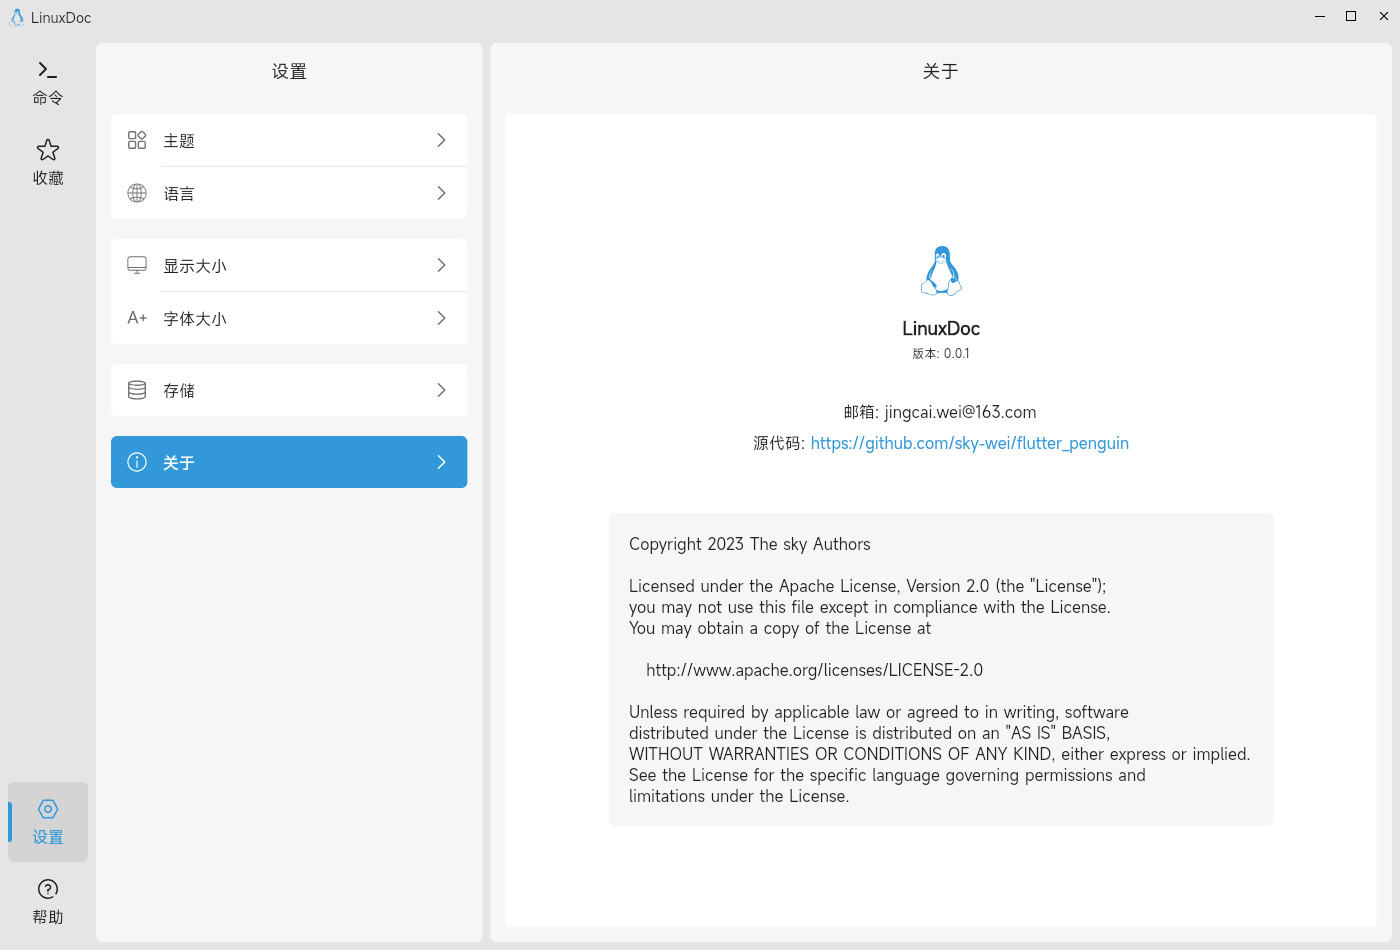 LinuxDoc
命令
收藏
设置
帮助
设置
主题
语言
显示大小
A+ 字体大小
存储
关于
关于
LinuxDoc
版本: 0.0.1
邮箱: jingcai.wei@163.com
源代码: https://github.com/sky-wei/flutter_penguin
Copyright 2023 The sky Authors
Licensed under the Apache License, Version 2.0 (the "License");
you may not use this file except in compliance with the License.
You may obtain a copy of the License at
http://www.apache.org/licenses/LICENSE-2.0
Unless required by applicable law or agreed to in writing, software
distributed under the License is distributed on an "AS IS" BASIS,
WITHOUT WARRANTIES OR CONDITIONS OF ANY KIND, either express or implied.
See the License for the specific language governing permissions and
limitations under the License.